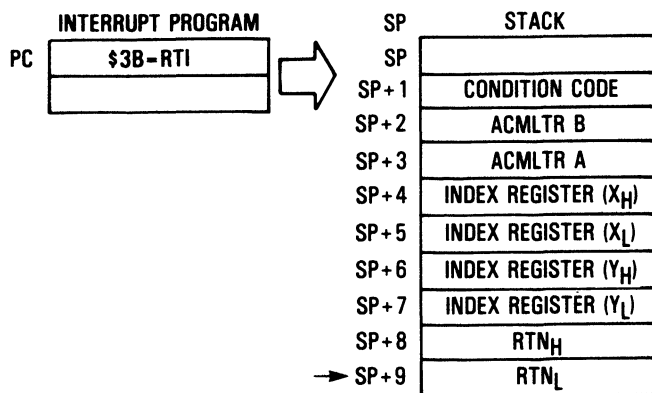 INTERRUPT PROGRAM
PC $3B=RTI
SP STACK
SP
SP+1 CONDITION CODE
SP+2 ACMLTR B
SP+3 ACMLTR A
SP+4 INDEX REGISTER (XH)
SP+5 INDEX REGISTER (XL)
SP+6 INDEX REGISTER (YH)
SP+7 INDEX REGISTER (YL)
SP+8 RTNH
→ SP+9 RTNL